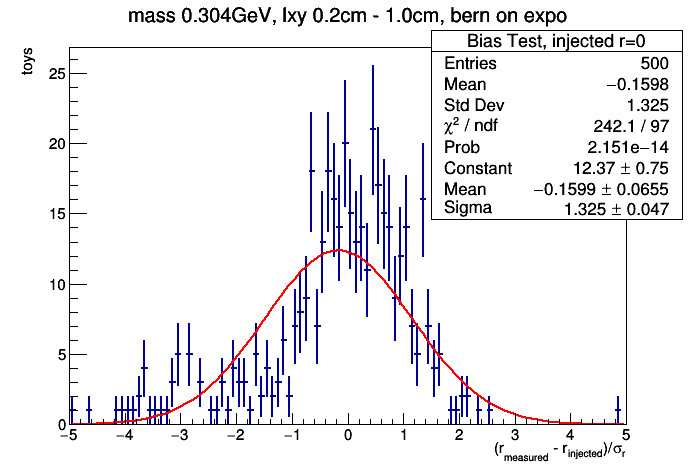 mass 0.304GeV, lxy 0.2cm - 1.0cm, bern on expo
Bias Test, injected r=0
Entries 500
Mean −0.1598
Std Dev 1.325
χ² / ndf 242.1 / 97
Prob 2.151e−14
Constant 12.37 ± 0.75
Mean −0.1599 ± 0.0655
Sigma 1.325 ± 0.047
toys
25
20
15
10
5
0
−5 −4 −3 −2 −1 0 1 2 3 4 5
(r_measured - r_injected)/σ_r